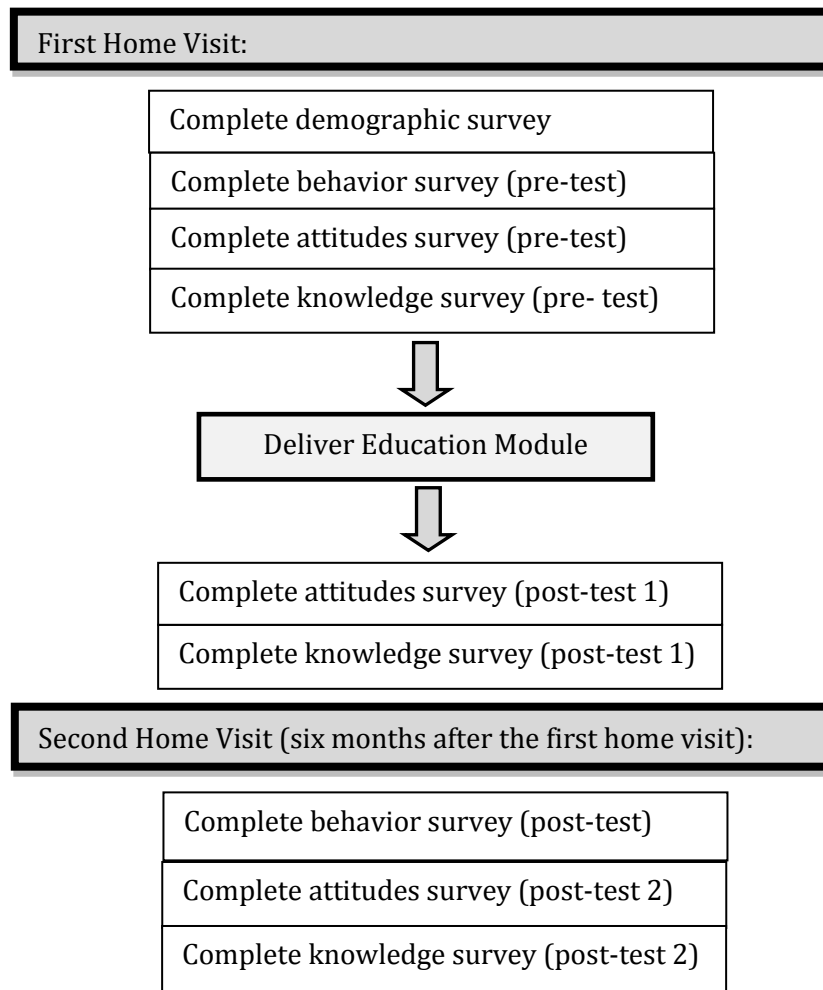 First Home Visit:
Complete demographic survey
Complete behavior survey (pre-test)
Complete attitudes survey (pre-test)
Complete knowledge survey (pre- test)
Deliver Education Module
Complete attitudes survey (post-test 1)
Complete knowledge survey (post-test 1)
Second Home Visit (six months after the first home visit):
Complete behavior survey (post-test)
Complete attitudes survey (post-test 2)
Complete knowledge survey (post-test 2)